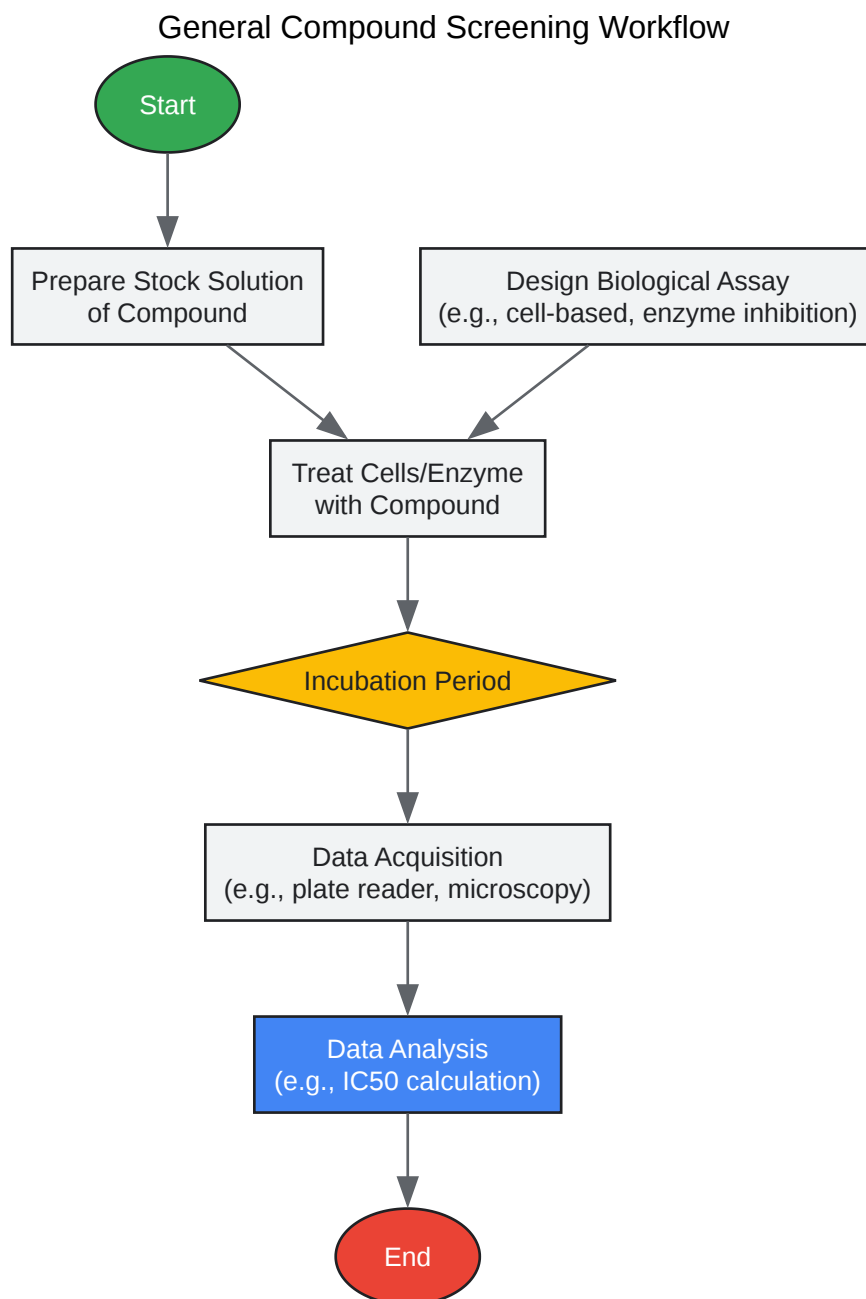 General Compound Screening Workflow
Start
Prepare Stock Solution
of Compound
Design Biological Assay
(e.g., cell-based, enzyme inhibition)
Treat Cells/Enzyme
with Compound
Incubation Period
Data Acquisition
(e.g., plate reader, microscopy)
Data Analysis
(e.g., IC50 calculation)
End